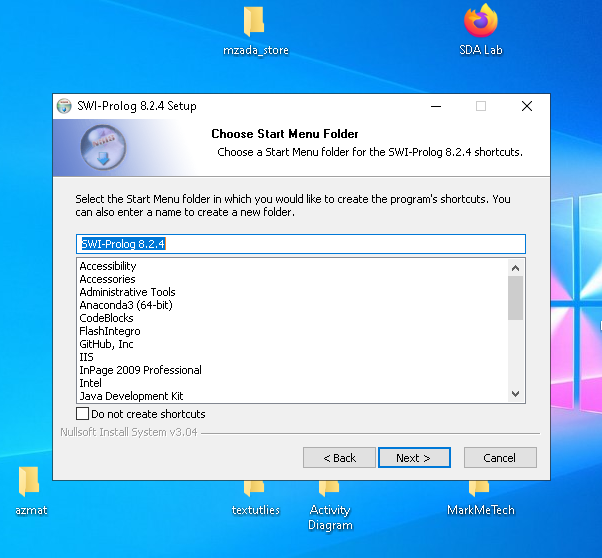 mzada_store
SDA Lab
SWI-Prolog 8.2.4 Setup
Choose Start Menu Folder
Choose a Start Menu folder for the SWI-Prolog 8.2.4 shortcuts.
Select the Start Menu folder in which you would like to create the program's shortcuts. You
can also enter a name to create a new folder.
SWI-Prolog 8.2.4
Accessibility
Accessories
Administrative Tools
Anaconda3 (64-bit)
CodeBlocks
FlashIntegro
GitHub, Inc
IIS
InPage 2009 Professional
Intel
Java Development Kit
Do not create shortcuts
Nullsoft Install System v3.04
< Back
Next >
Cancel
azmat
textutlies
Activity
Diagram
MarkMeTech